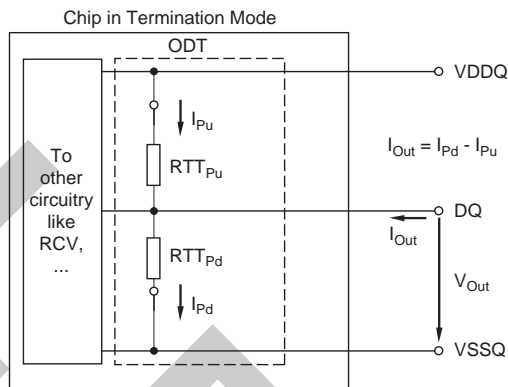 Chip in Termination Mode
ODT
VDDQ
I_Pu
I_Out = I_Pd - I_Pu
To
other
circuitry
like
RCV,
...
RTT_Pu
DQ
I_Out
RTT_Pd
V_Out
I_Pd
VSSQ